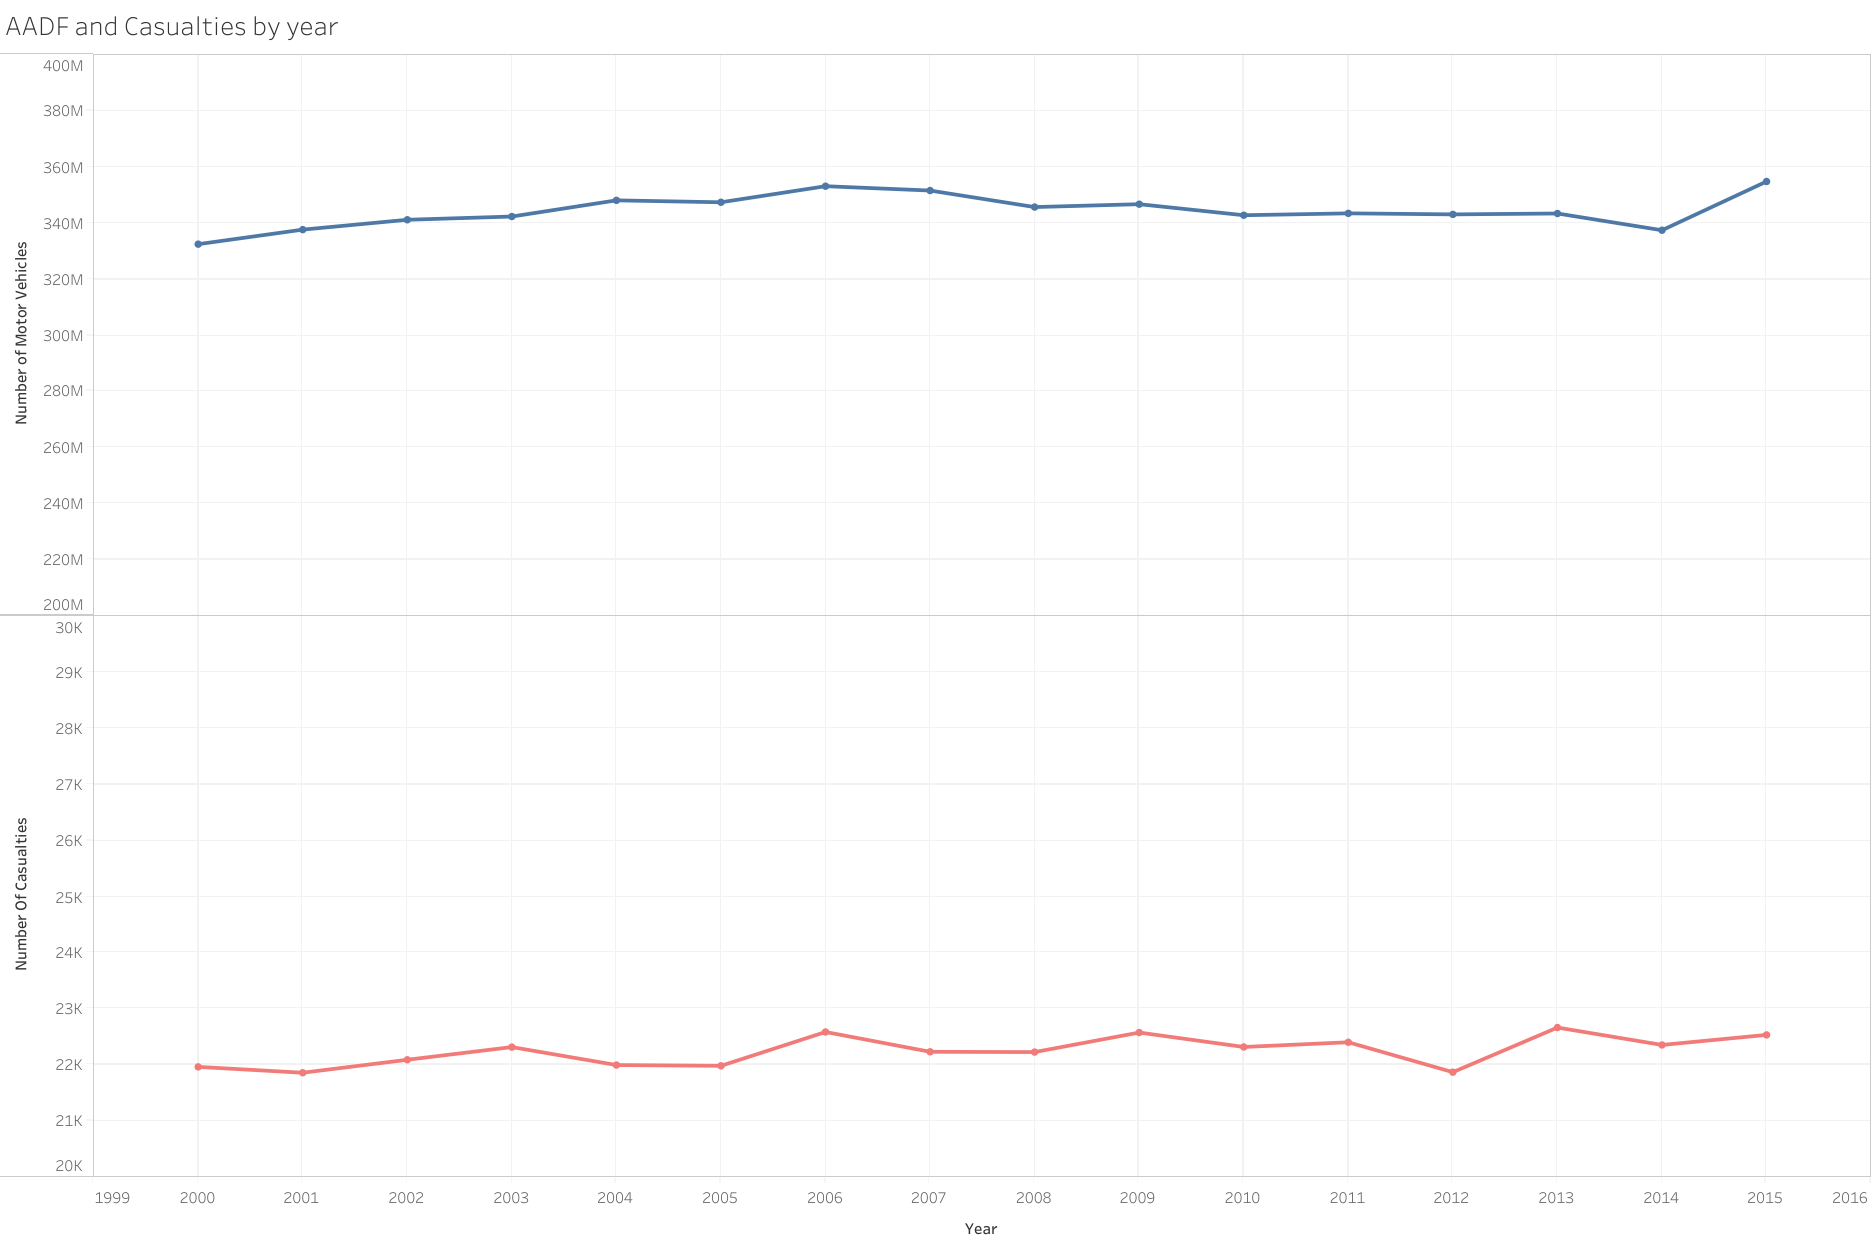 AADF and Casualties by year
Number of Motor Vehicles
400M
380M
360M
340M
320M
300M
280M
260M
240M
220M
200M
Number Of Casualties
30K
29K
28K
27K
26K
25K
24K
23K
22K
21K
20K
1999 2000 2001 2002 2003 2004 2005 2006 2007 2008 2009 2010 2011 2012 2013 2014 2015 2016
Year